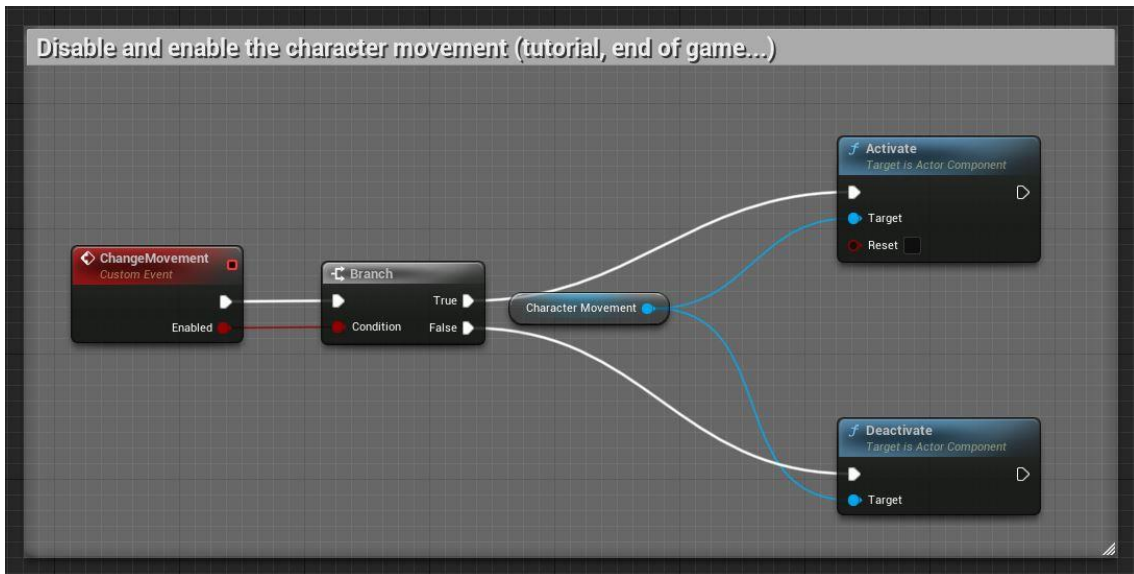 Disable and enable the character movement (tutorial, end of game...)
Activate
Target is Actor Component
Target
Reset
ChangeMovement
Custom Event
Enabled
Branch
True
Condition
False
Character Movement
Deactivate
Target is Actor Component
Target